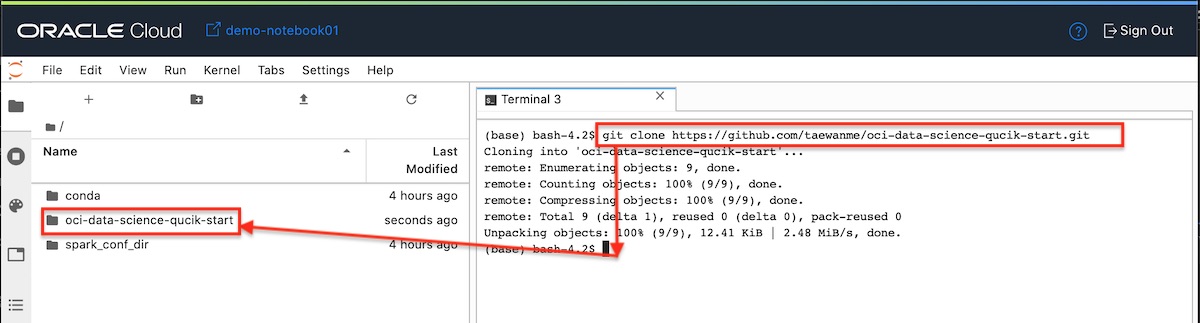 ORACLE Cloud demo-notebook01 ? Sign Out
File Edit View Run Kernel Tabs Settings Help
Terminal 3
/
Name Last Modified
conda 4 hours ago
oci-data-science-qucik-start seconds ago
spark_conf_dir 4 hours ago
(base) bash-4.2$ git clone https://github.com/taewanme/oci-data-science-qucik-start.git
Cloning into 'oci-data-science-qucik-start'...
remote: Enumerating objects: 9, done.
remote: Counting objects: 100% (9/9), done.
remote: Compressing objects: 100% (9/9), done.
remote: Total 9 (delta 1), reused 0 (delta 0), pack-reused 0
Unpacking objects: 100% (9/9), 12.41 KiB | 2.48 MiB/s, done.
(base) bash-4.2$